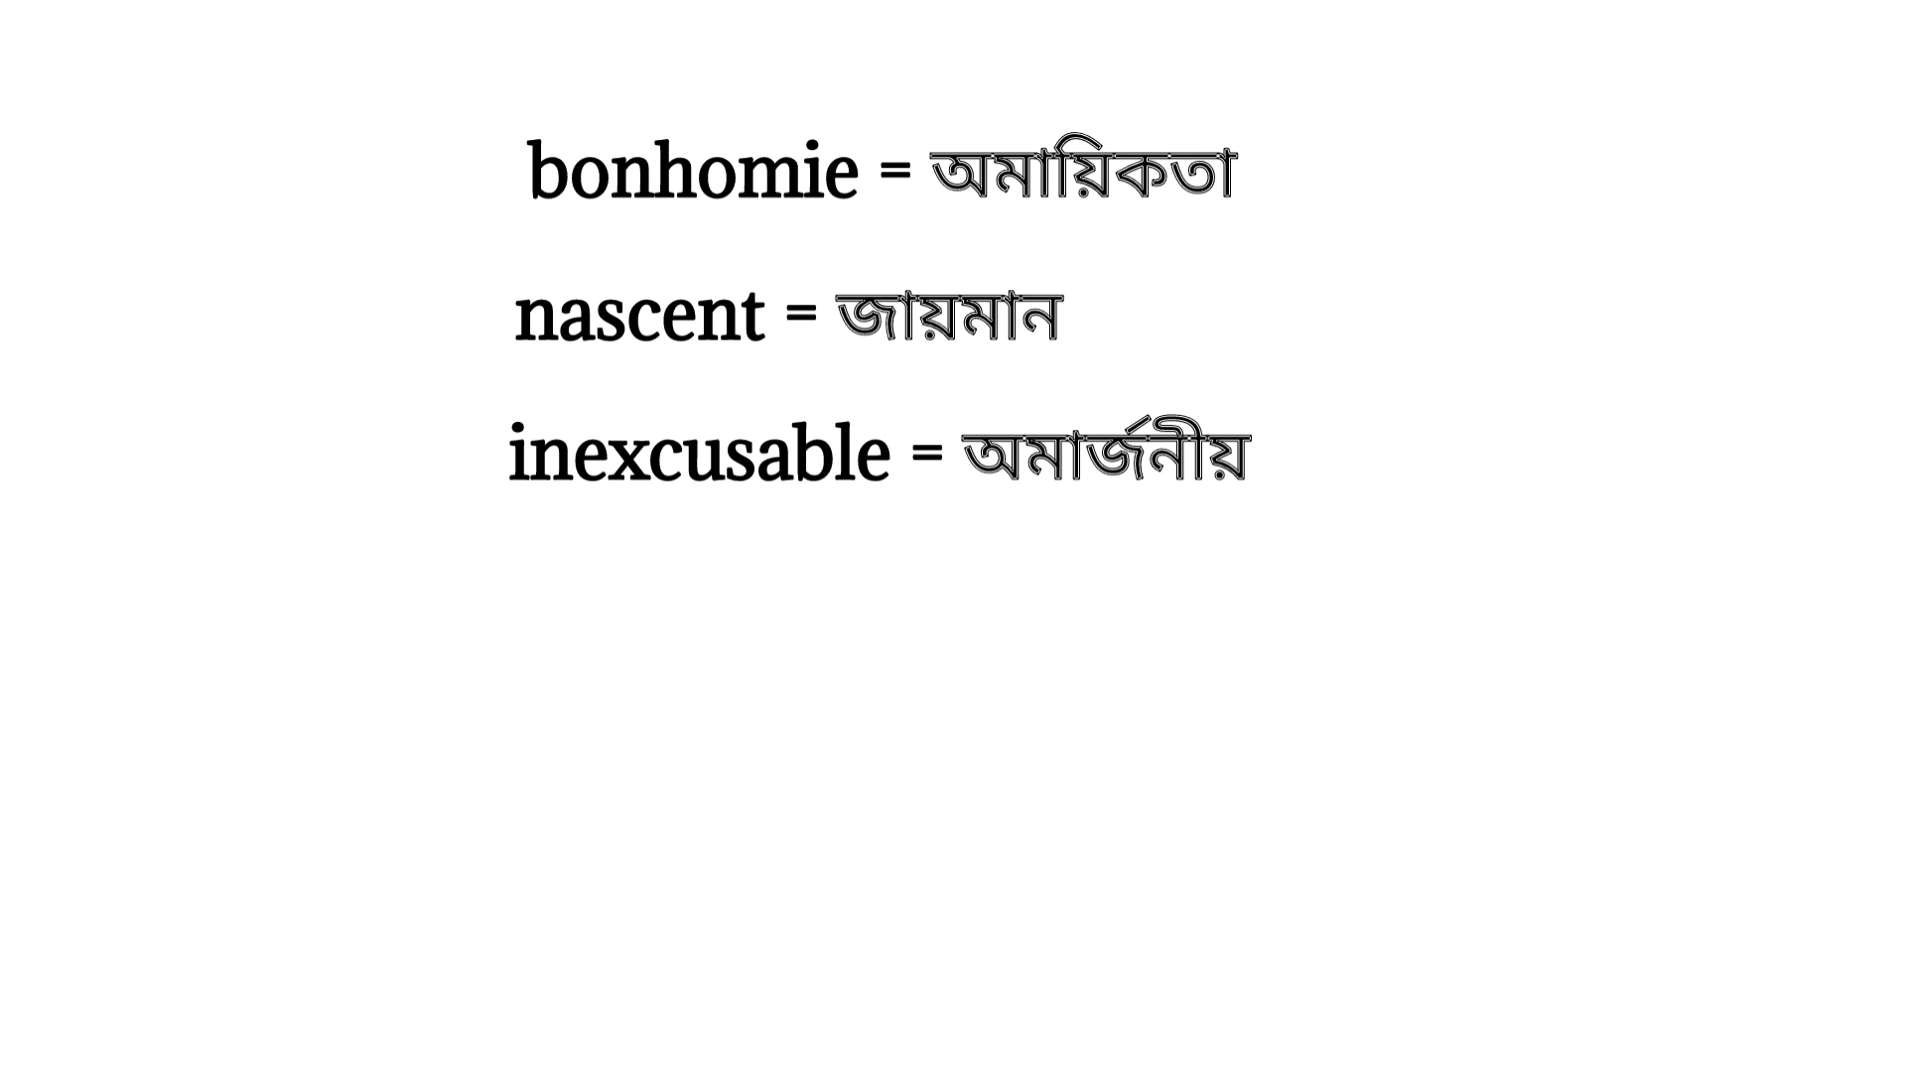 bonhomie = অমায়িকতা
nascent = জায়মান
inexcusable = অমার্জনীয়